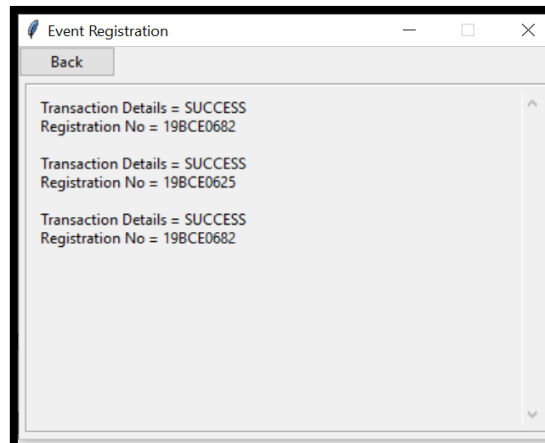 Event Registration
Back
Transaction Details = SUCCESS
Registration No = 19BCE0682
Transaction Details = SUCCESS
Registration No = 19BCE0625
Transaction Details = SUCCESS
Registration No = 19BCE0682